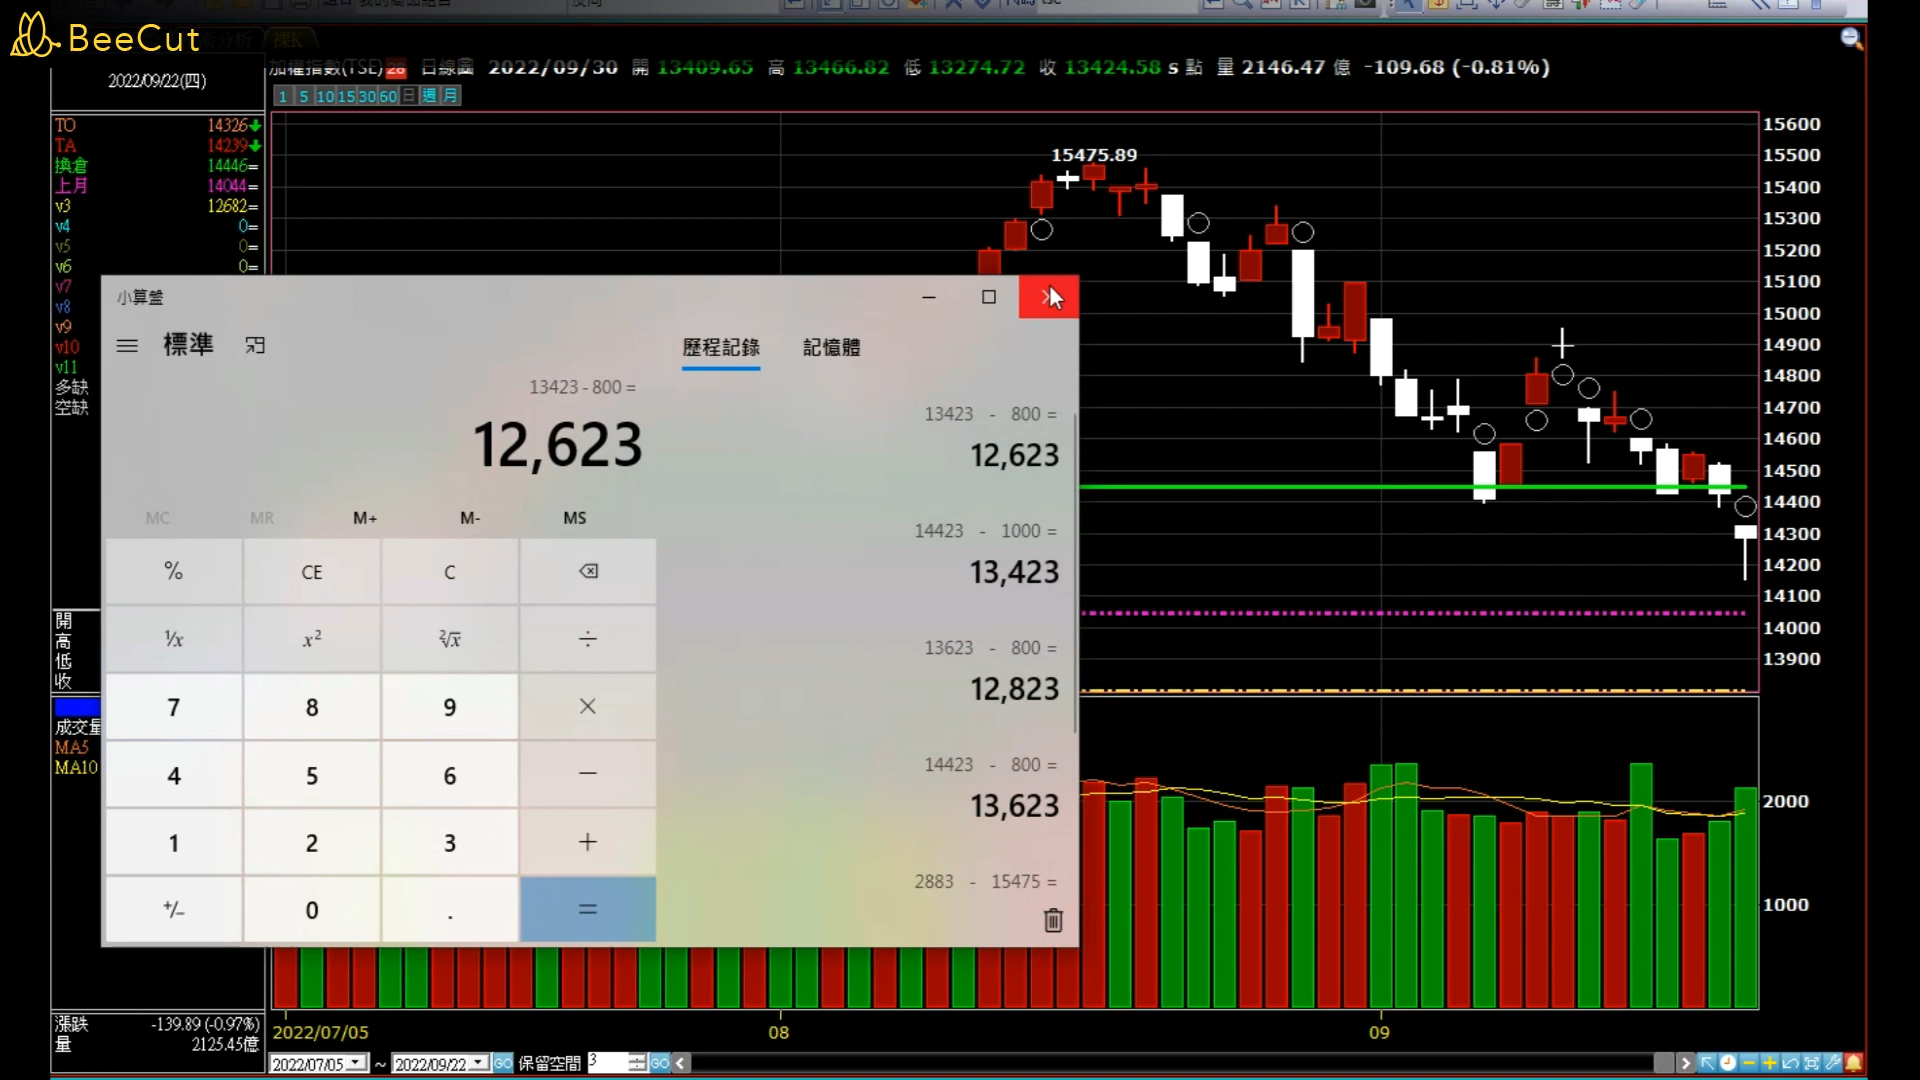 BeeCut
2022/09/22(四)
加權指數(TSE) 28 日線圖 2022/09/30 開 13409.65 高 13466.82 低 13274.72 收 13424.58 s 點 量 2146.47 億 -109.68 (-0.81%)
1 5 10 15 30 60 日 週 月
TO 14326
TA 14239
換倉 14446=
上月 14044=
v3 12682=
v4 0=
v5 0=
v6 0=
v7
v8
v9
v10
v11
多缺
空缺
開
高
低
收
成交量
MA5
MA10
漲跌 -139.89 (-0.97%)
量 2125.45億
小算盤
標準
歷程記錄 記憶體
13423 - 800 =
12,623
MC MR M+ M- MS
% CE C
¹/x x² ²√x ÷
7 8 9 ×
4 5 6 −
1 2 3 +
+/− 0 . =
13423 - 800 =
12,623
14423 - 1000 =
13,423
13623 - 800 =
12,823
14423 - 800 =
13,623
2883 - 15475 =
15475.89
15600
15500
15400
15300
15200
15100
15000
14900
14800
14700
14600
14500
14400
14300
14200
14100
14000
13900
2000
1000
2022/07/05 08 09
2022/07/05 ~ 2022/09/22 GO 保留空間 3 GO